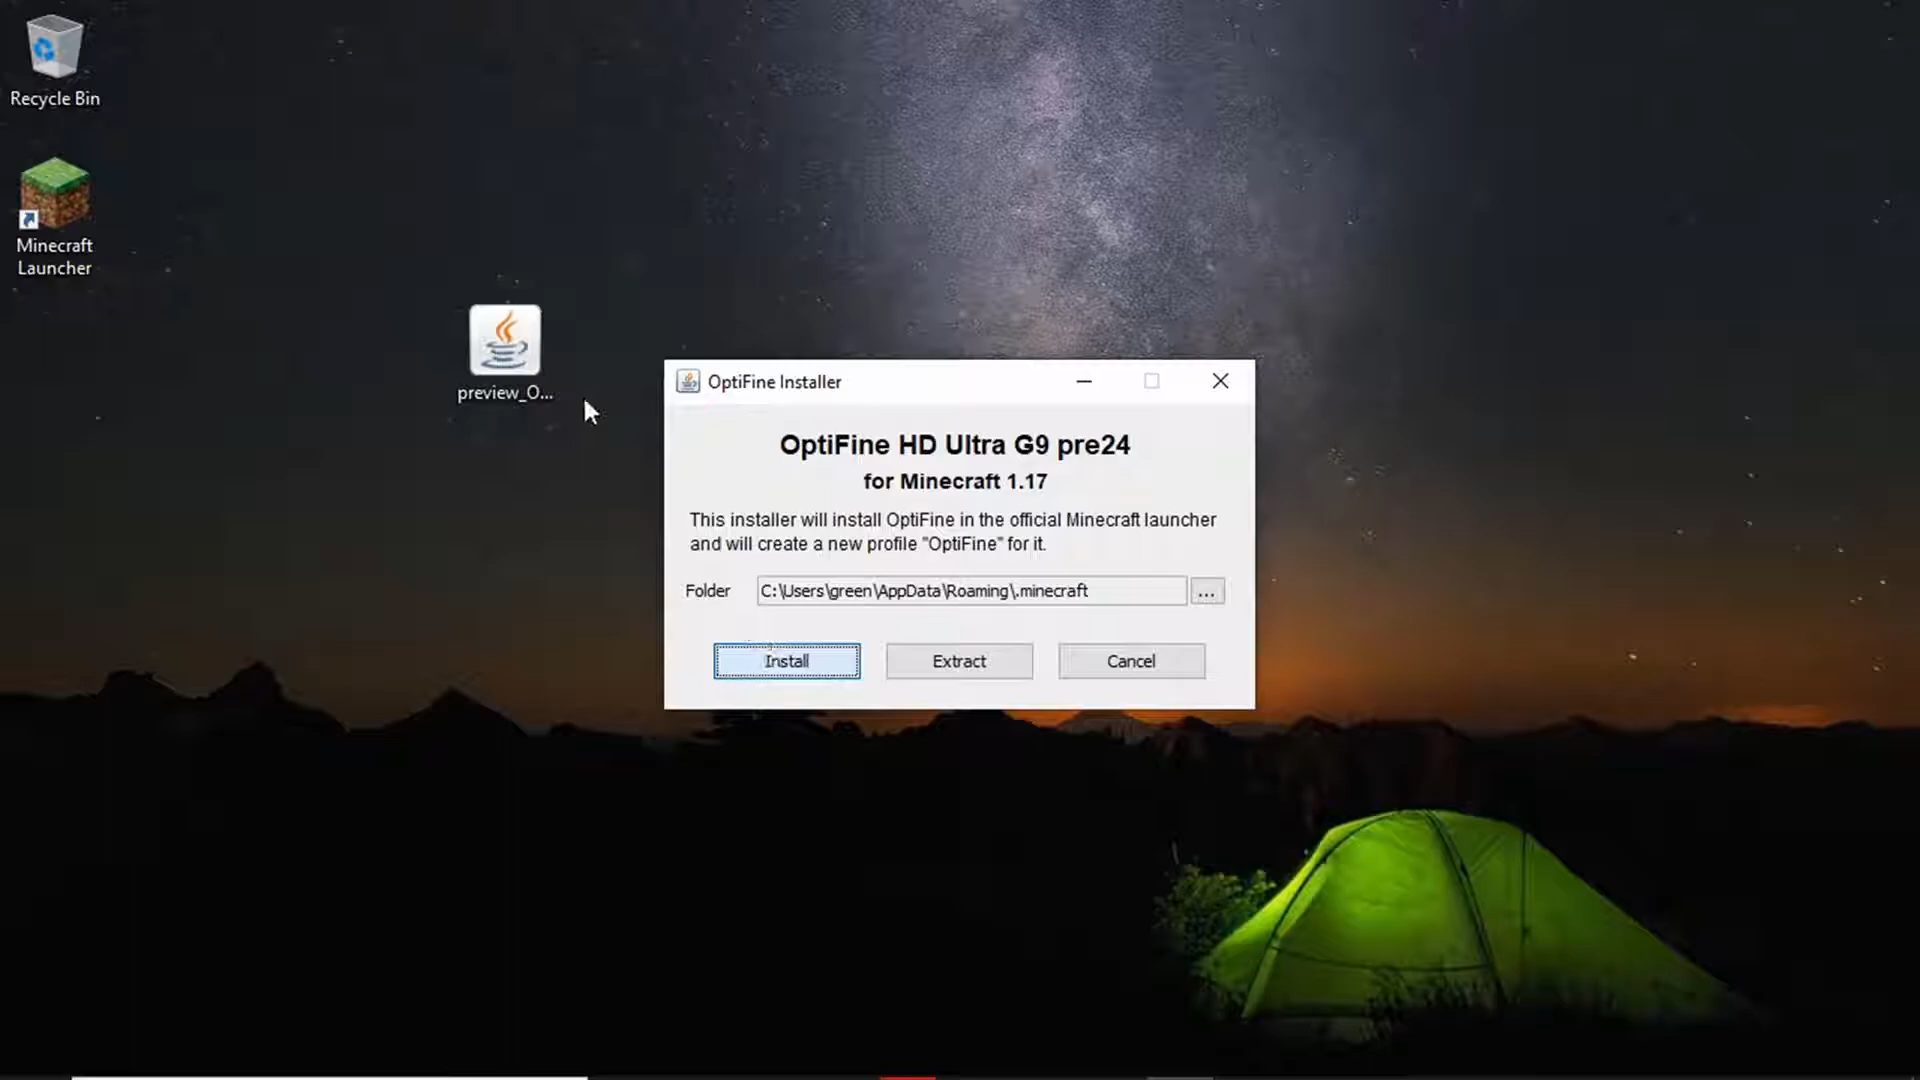 Recycle Bin
Minecraft
Launcher
preview_O...
OptiFine Installer
OptiFine HD Ultra G9 pre24
for Minecraft 1.17
This installer will install OptiFine in the official Minecraft launcher
and will create a new profile "OptiFine" for it.
Folder
C:\Users\green\AppData\Roaming\.minecraft
...
Install
Extract
Cancel